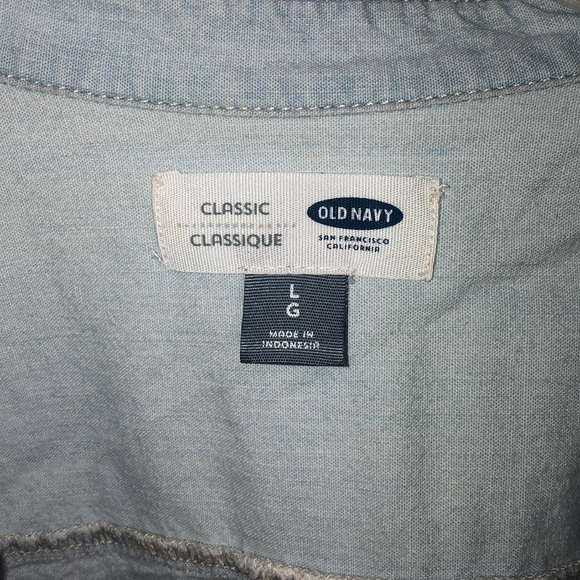 CLASSIC
CLASSIQUE
OLD NAVY
SAN FRANCISCO
CALIFORNIA
L
G
MADE IN
INDONESIA